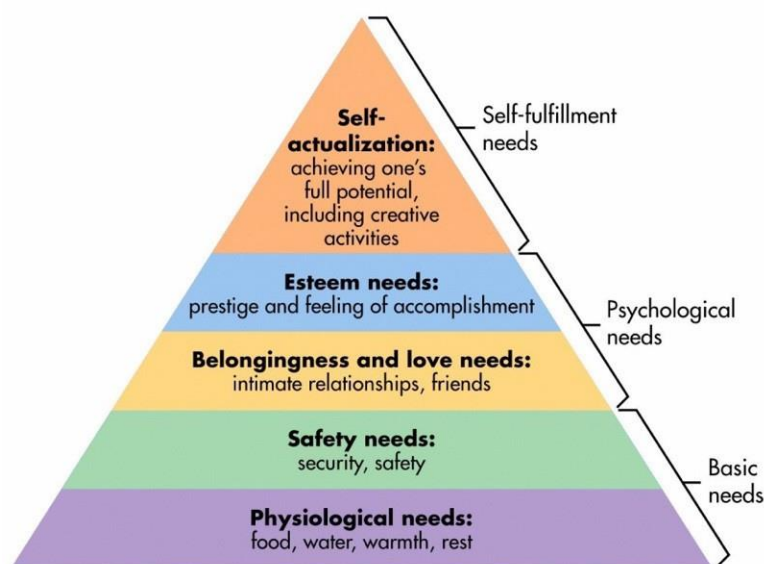 Self-
actualization:
achieving one's
full potential,
including creative
activities
Self-fulfillment
needs
Esteem needs:
prestige and feeling of accomplishment
Psychological
needs
Belongingness and love needs:
intimate relationships, friends
Safety needs:
security, safety
Basic
needs
Physiological needs:
food, water, warmth, rest